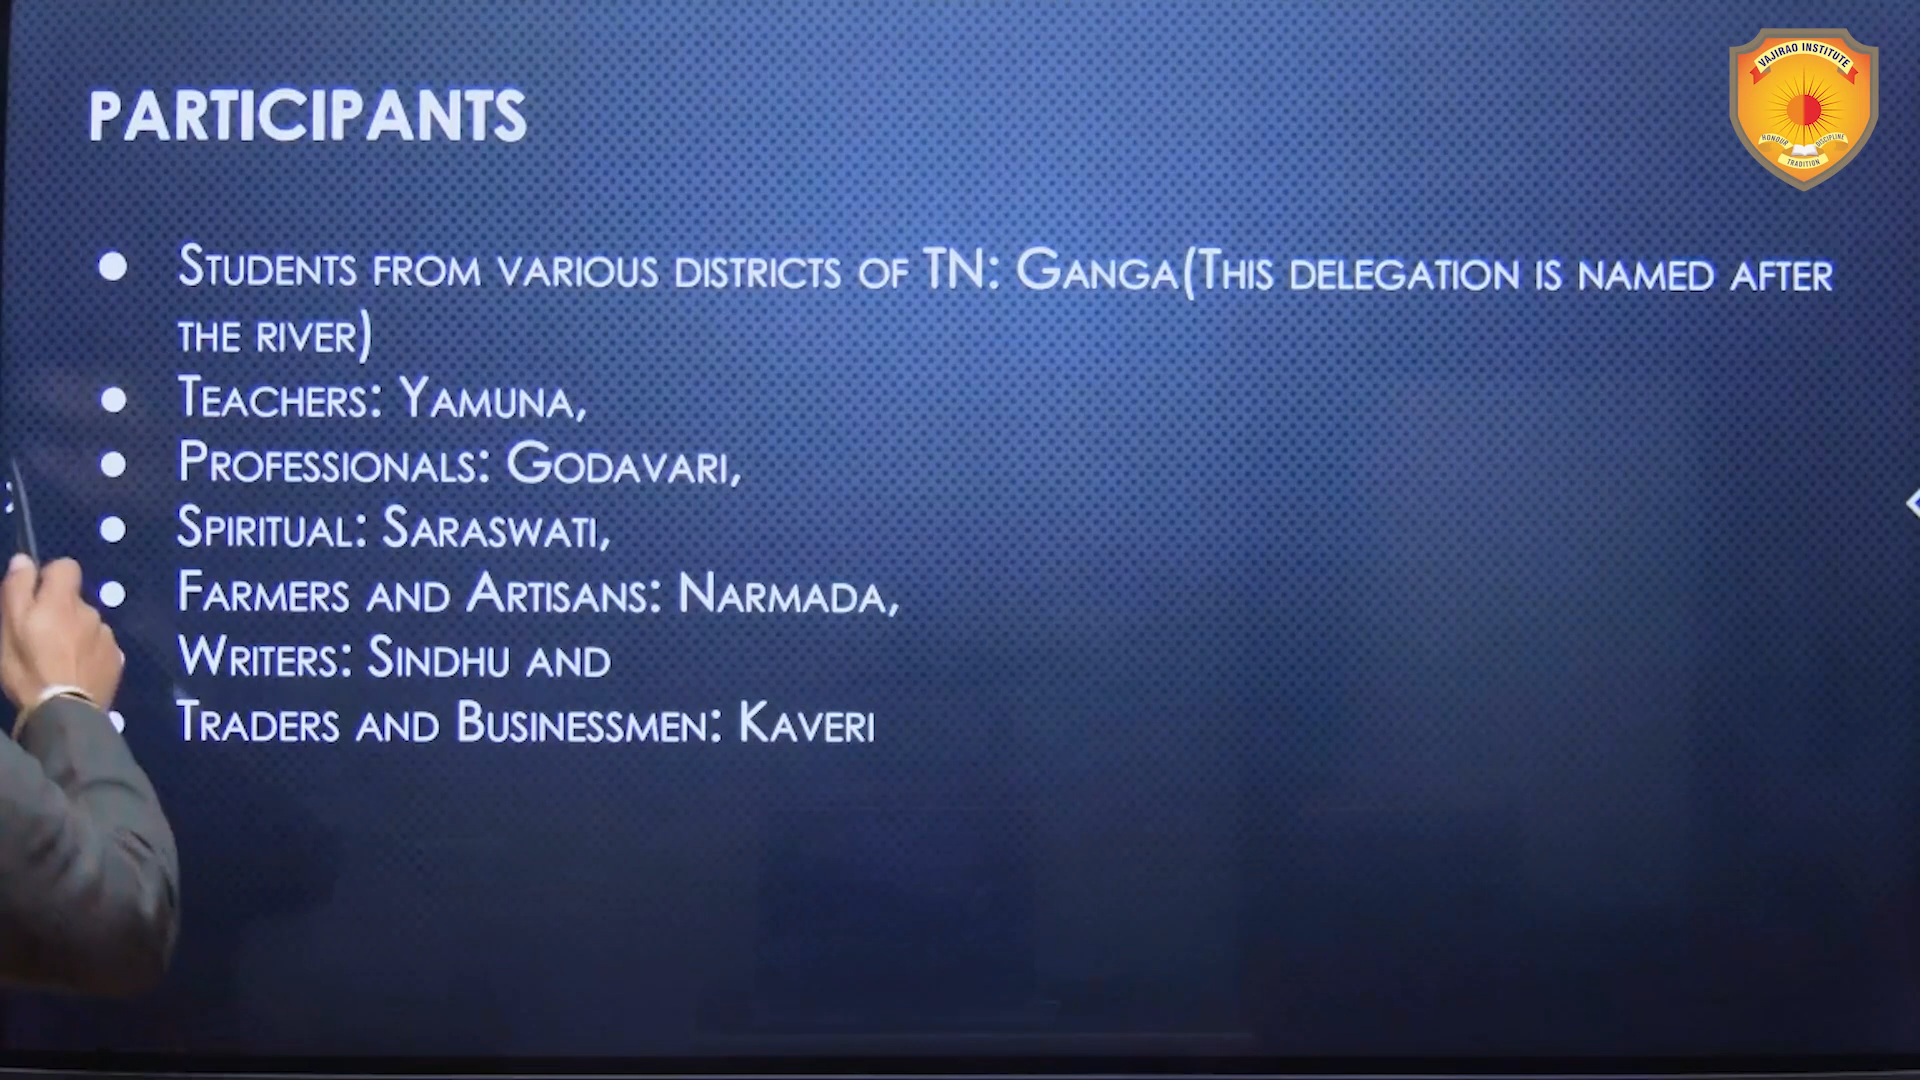 VAJIRAO INSTITUTE
HONOUR
DISCIPLINE
TRADITION
PARTICIPANTS
● STUDENTS FROM VARIOUS DISTRICTS OF TN: GANGA(THIS DELEGATION IS NAMED AFTER
THE RIVER)
● TEACHERS: YAMUNA,
● PROFESSIONALS: GODAVARI,
● SPIRITUAL: SARASWATI,
● FARMERS AND ARTISANS: NARMADA,
WRITERS: SINDHU AND
● TRADERS AND BUSINESSMEN: KAVERI